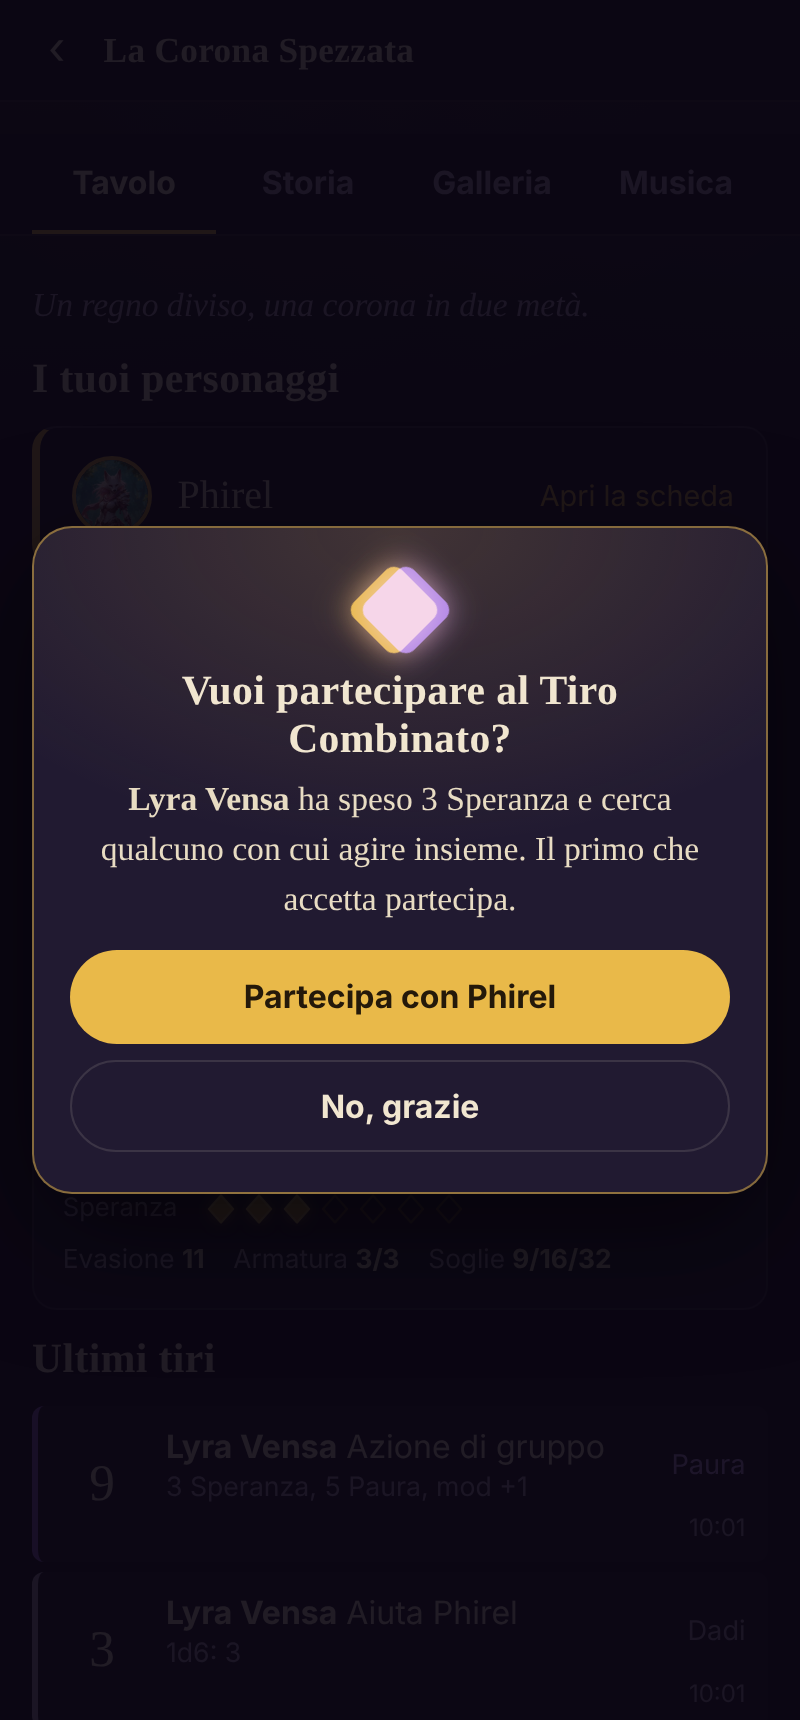 La Corona Spezzata
Tavolo Storia Galleria Musica
Un regno diviso, una corona in due metà.
I tuoi personaggi
Phirel Apri la scheda
Vuoi partecipare al Tiro
Combinato?
Lyra Vensa ha speso 3 Speranza e cerca
qualcuno con cui agire insieme. Il primo che
accetta partecipa.
Partecipa con Phirel
No, grazie
Speranza
Evasione 11 Armatura 3/3 Soglie 9/16/32
Ultimi tiri
9
Lyra Vensa Azione di gruppo
3 Speranza, 5 Paura, mod +1
Paura
10:01
3
Lyra Vensa Aiuta Phirel
1d6: 3
Dadi
10:01